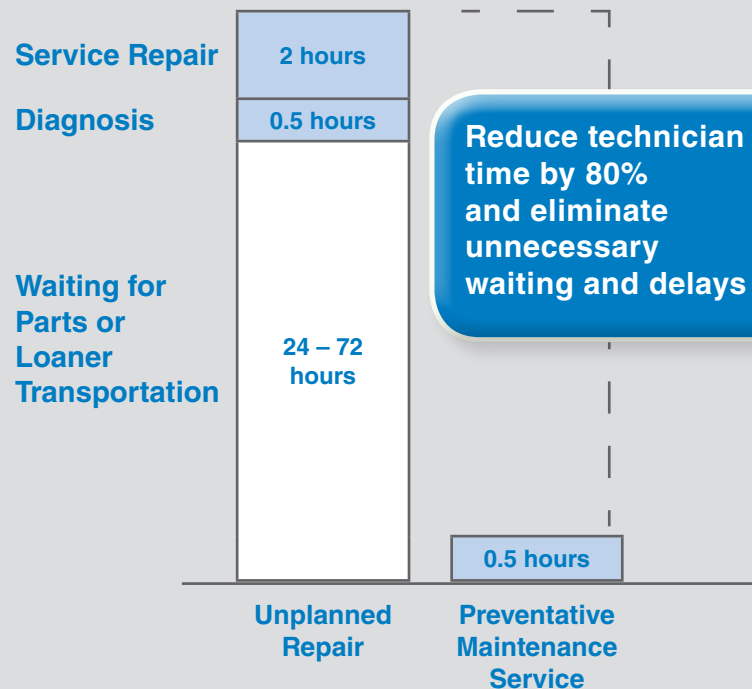 Service Repair
2 hours
Diagnosis
0.5 hours
Reduce technician
time by 80%
and eliminate
unnecessary
waiting and delays
Waiting for
Parts or
Loaner
Transportation
24 – 72
hours
0.5 hours
Unplanned
Repair
Preventative
Maintenance
Service